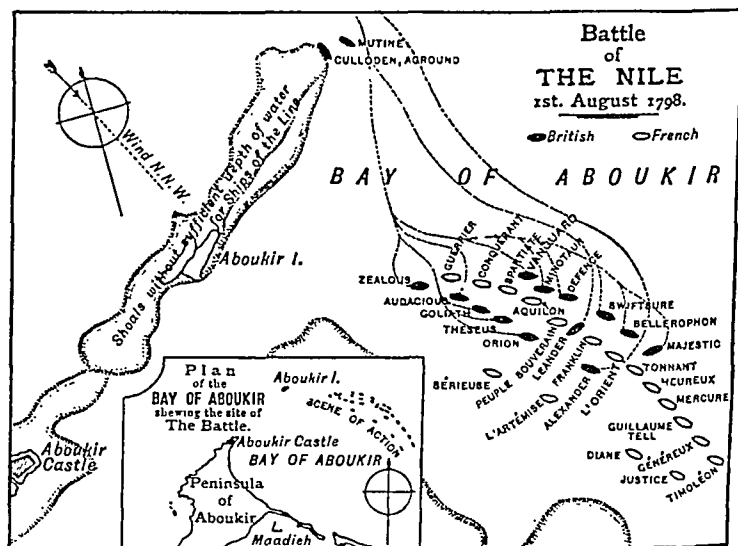 Battle
of
THE NILE
1st. August 1798.
British French
MUTINE
CULLODEN, AGROUND
Wind N.N.W.
Shoals without sufficient depth of water
for Ships of the Line
BAY OF ABOUKIR
Aboukir I.
GUERRIER
CONQUERANT
SPARTIATE
VANGUARD
MINOTAUR
DEFENCE
ZEALOUS
AUDACIOUS
GOLIATH
THESEUS
ORION
AQUILON
SWIFTSURE
BELLEROPHON
MAJESTIC
PEUPLE SOUVERAIN
LEANDER
FRANKLIN
ALEXANDER
L'ORIENT
TONNANT
HEUREUX
MERCURE
SÉRIEUSE
L'ARTÉMISE
GUILLAUME
TELL
DIANE
GÉNÉREUX
JUSTICE
TIMOLÉON
Aboukir
Castle
Plan
of the
BAY OF ABOUKIR
shewing the site of
The Battle.
Aboukir I.
SCENE OF ACTION
Aboukir Castle
BAY OF ABOUKIR
Peninsula
of
Aboukir
L.
Maadieh